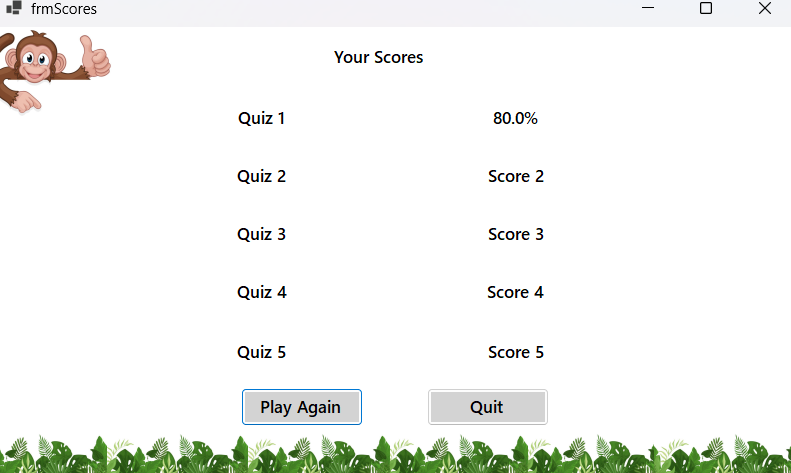 frmScores
Your Scores
Quiz 1 80.0%
Quiz 2 Score 2
Quiz 3 Score 3
Quiz 4 Score 4
Quiz 5 Score 5
Play Again Quit